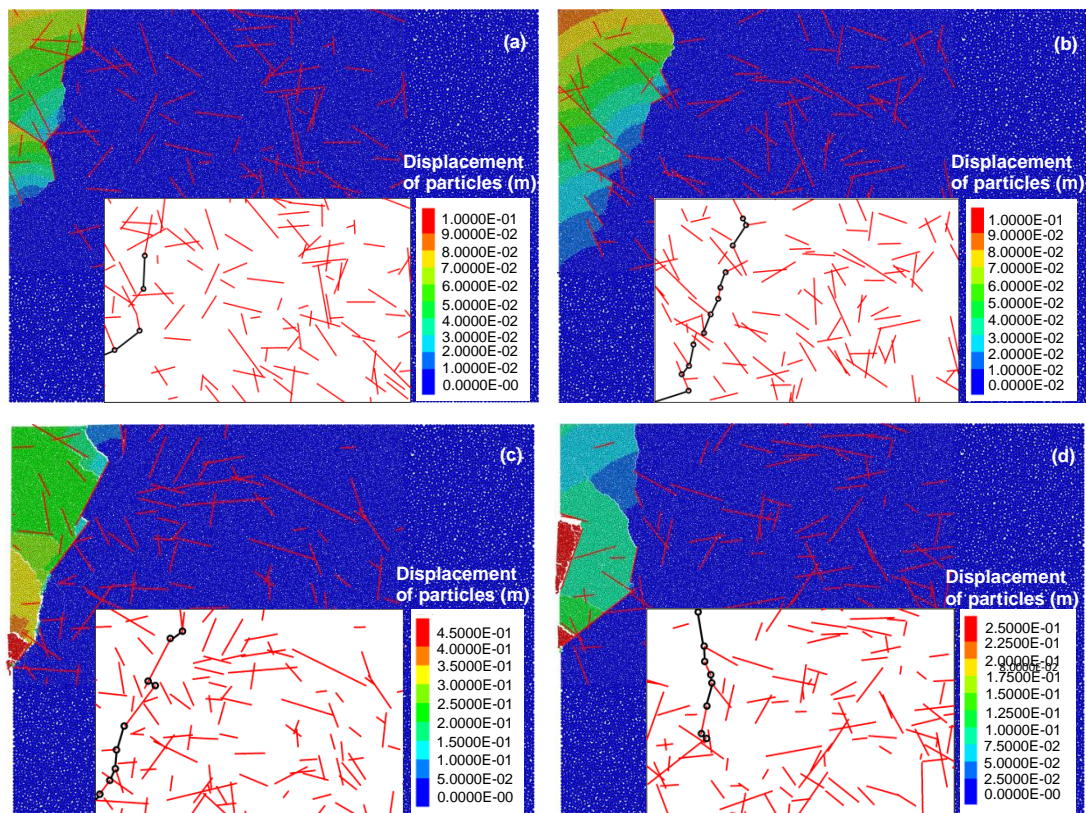 (a)
Displacement
of particles (m)
1.0000E-01
9.0000E-02
8.0000E-02
7.0000E-02
6.0000E-02
5.0000E-02
4.0000E-02
3.0000E-02
2.0000E-02
1.0000E-02
0.0000E-00
(b)
Displacement
of particles (m)
1.0000E-01
9.0000E-02
8.0000E-02
7.0000E-02
6.0000E-02
5.0000E-02
4.0000E-02
3.0000E-02
2.0000E-02
1.0000E-02
0.0000E-02
(c)
Displacement
of particles (m)
4.5000E-01
4.0000E-01
3.5000E-01
3.0000E-01
2.5000E-01
2.0000E-01
1.5000E-01
1.0000E-01
5.0000E-02
0.0000E-00
(d)
Displacement
of particles (m)
2.5000E-01
2.2500E-01
2.0000E-01
8.0000E-02
1.7500E-01
1.5000E-01
1.2500E-01
1.0000E-01
7.5000E-02
5.0000E-02
2.5000E-02
0.0000E-00